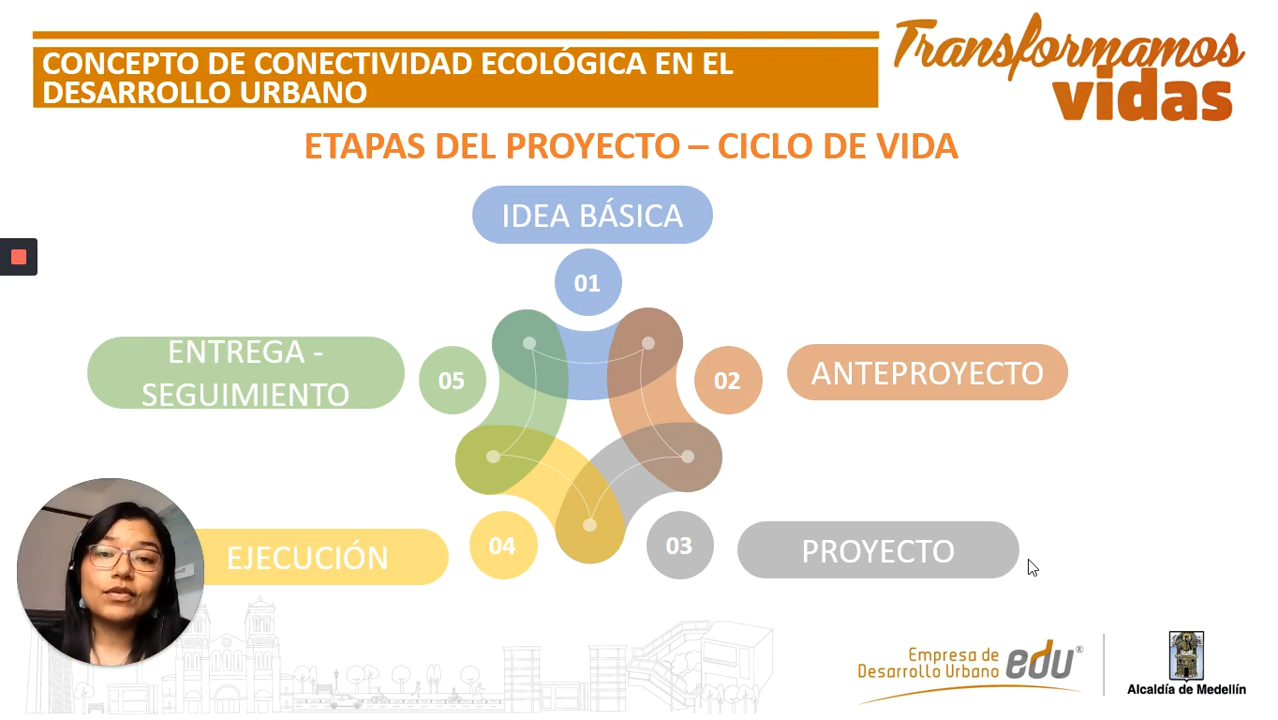 CONCEPTO DE CONECTIVIDAD ECOLÓGICA EN EL
DESARROLLO URBANO
Transformamos
vidas
ETAPAS DEL PROYECTO – CICLO DE VIDA
IDEA BÁSICA
01
ENTREGA -
SEGUIMIENTO
05
02
ANTEPROYECTO
EJECUCIÓN
04
03
PROYECTO
Empresa de
Desarrollo Urbano
edu®
Alcaldía de Medellín